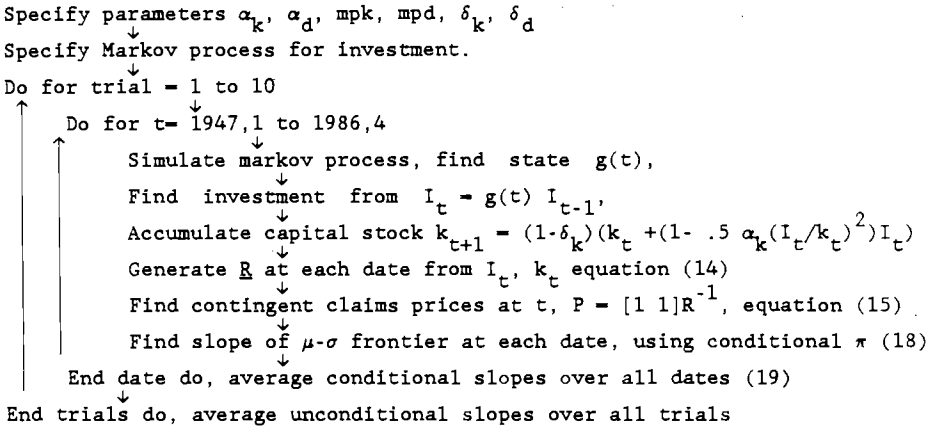 Specify parameters α_k, α_d, mpk, mpd, δ_k, δ_d
Specify Markov process for investment.
Do for trial = 1 to 10
Do for t= 1947,1 to 1986,4
Simulate markov process, find state g(t),
Find investment from I_t = g(t) I_{t-1},
Accumulate capital stock k_{t+1} = (1-δ_k)(k_t +(1- .5 α_k(I_t/k_t)^2)I_t)
Generate R at each date from I_t, k_t equation (14)
Find contingent claims prices at t, P = [1 1]R^{-1}, equation (15)
Find slope of μ-σ frontier at each date, using conditional π (18)
End date do, average conditional slopes over all dates (19)
End trials do, average unconditional slopes over all trials